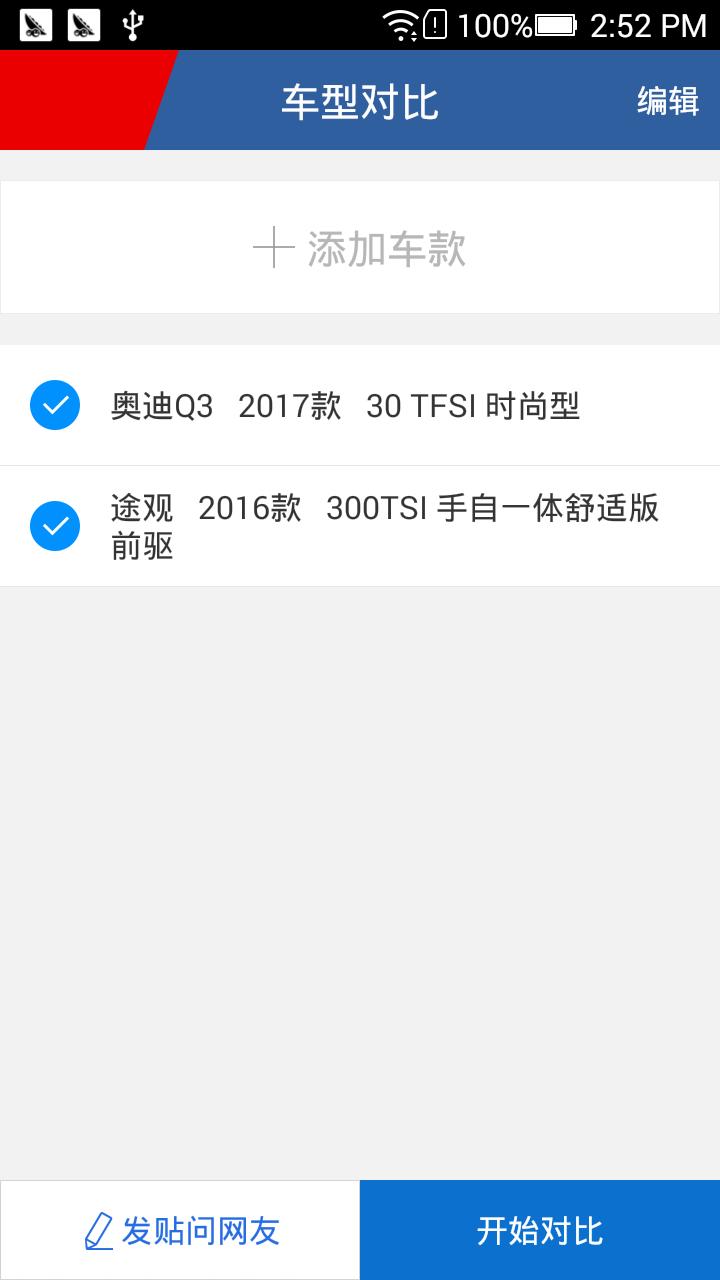 100% 2:52 PM
车型对比 编辑
添加车款
奥迪Q3 2017款 30 TFSI 时尚型
途观 2016款 300TSI 手自一体舒适版
前驱
发贴问网友 开始对比